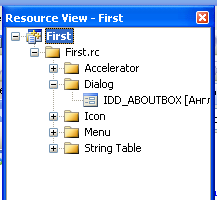 Resource View - First
First
First.rc
Accelerator
Dialog
IDD_ABOUTBOX [Англ
Icon
Menu
String Table